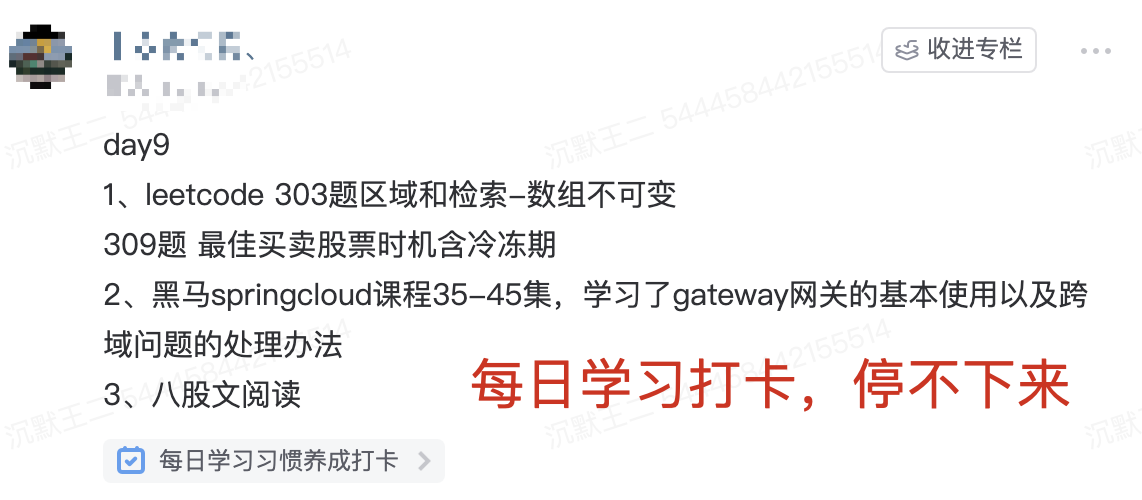 收进专栏
day9
1、leetcode 303题区域和检索-数组不可变
309题 最佳买卖股票时机含冷冻期
2、黑马springcloud课程35-45集，学习了gateway网关的基本使用以及跨
域问题的处理办法
3、八股文阅读
每日学习打卡，停不下来
每日学习习惯养成打卡
沉默王二 544458442155514